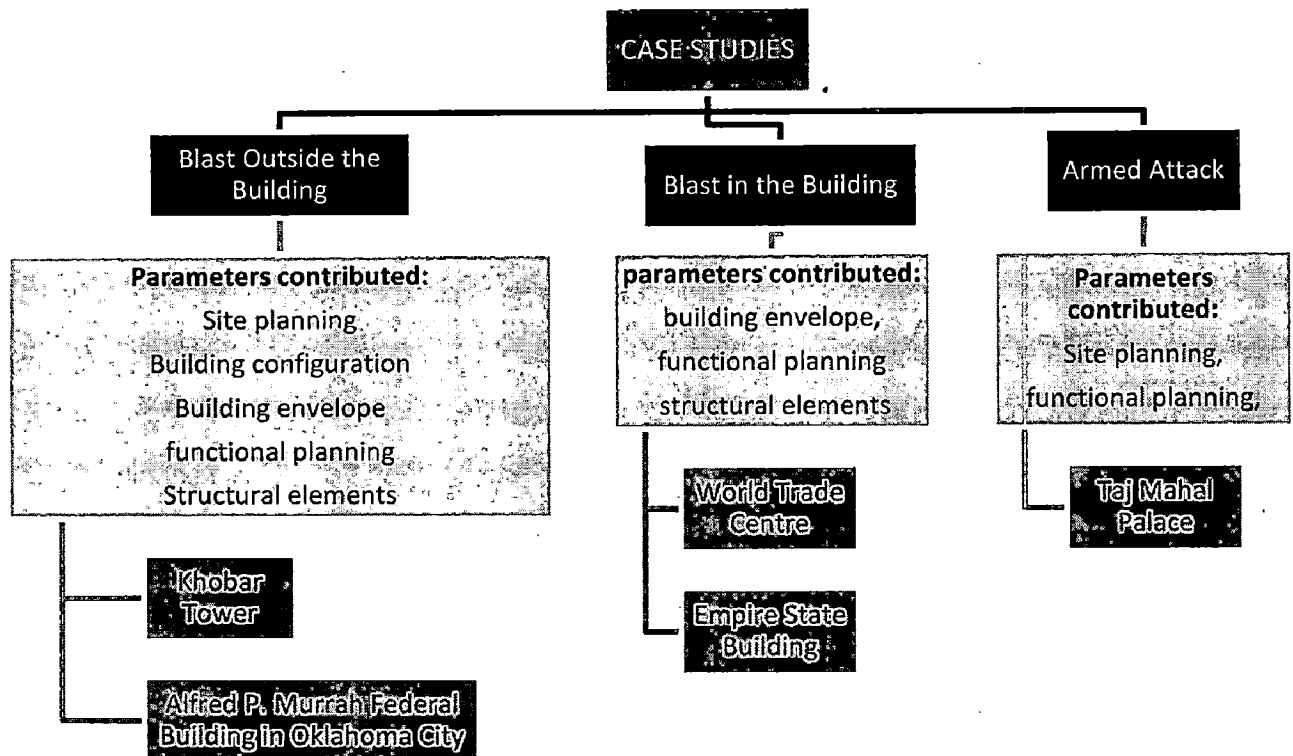 CASE STUDIES
Blast Outside the
Building
Parameters contributed:
Site planning
Building configuration
Building envelope
functional planning
Structural elements
Khobar
Tower
Alfred P. Murrah Federal
Building in Oklahoma City
Blast in the Building
parameters contributed:
building envelope,
functional planning
structural elements
World Trade
Centre
Empire State
Building
Armed Attack
Parameters
contributed:
Site planning,
functional planning,
Taj Mahal
Palace